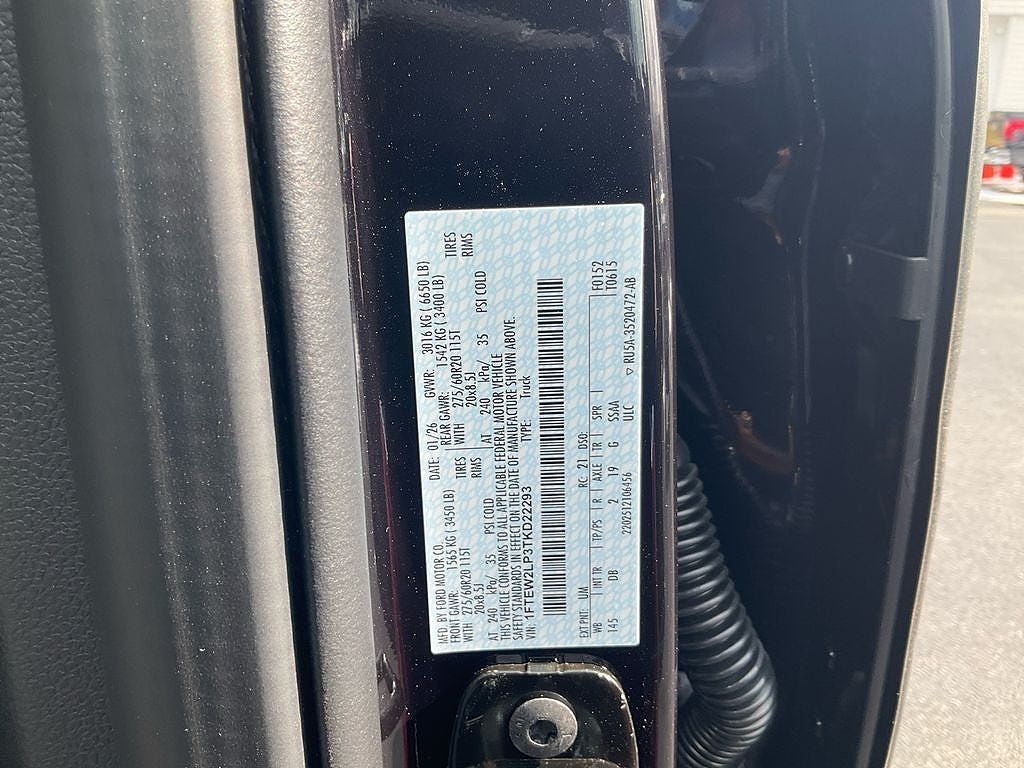 MFD. BY FORD MOTOR CO.
DATE: 01/26 GVWR: 3016 KG ( 6650 LB)
FRONT GAWR: 1565 KG ( 3450 LB) REAR GAWR: 1542 KG ( 3400 LB)
WITH 275/60R20 115T TIRES WITH 275/60R20 115T TIRES
20x8.5J RIMS 20x8.5J RIMS
AT 240 kPa/ 35 PSI COLD AT 240 kPa/ 35 PSI COLD
THIS VEHICLE CONFORMS TO ALL APPLICABLE FEDERAL MOTOR VEHICLE
SAFETY STANDARDS IN EFFECT ON THE DATE OF MANUFACTURE SHOWN ABOVE.
VIN: 1FTEW2LP3TKD22293 TYPE: Truck
F0152
T0615
EXT PNT: UM RC: 21 DSO:
WB INT TR TP/PS R AXLE TR SPR
145 DB 2 19 G SSAA
2202512106456 ULC ▽ RU5A-3520472-AB